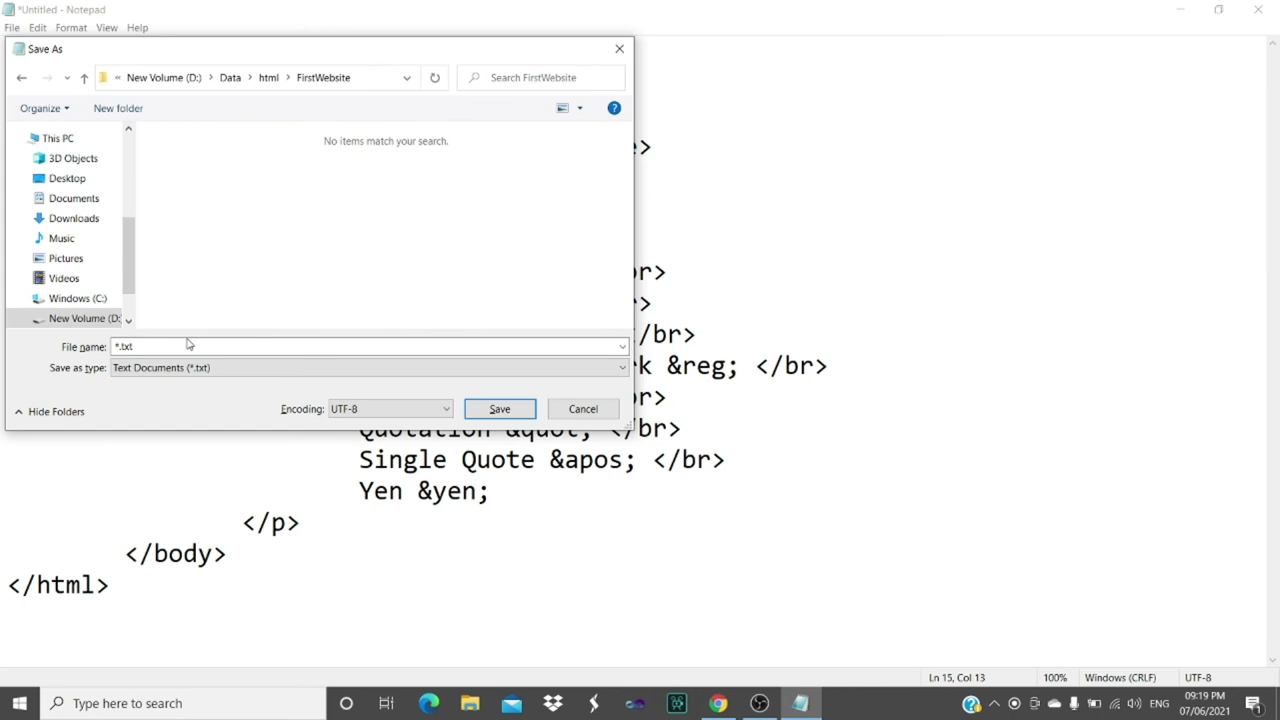 *Untitled - Notepad
File Edit Format View Help
Save As
« New Volume (D:) > Data > html > FirstWebsite
Search FirstWebsite
Organize New folder
This PC
3D Objects
Desktop
Documents
Downloads
Music
Pictures
Videos
Windows (C:)
New Volume (D:
No items match your search.
File name: *.txt
Save as type: Text Documents (*.txt)
Hide Folders
Encoding: UTF-8
Save Cancel
&reg; </br>
Quotation &quot; </br>
Single Quote &apos; </br>
Yen &yen;
</p>
</body>
</html>
Ln 15, Col 13 100% Windows (CRLF) UTF-8
Type here to search
ENG
09:19 PM
07/06/2021
1